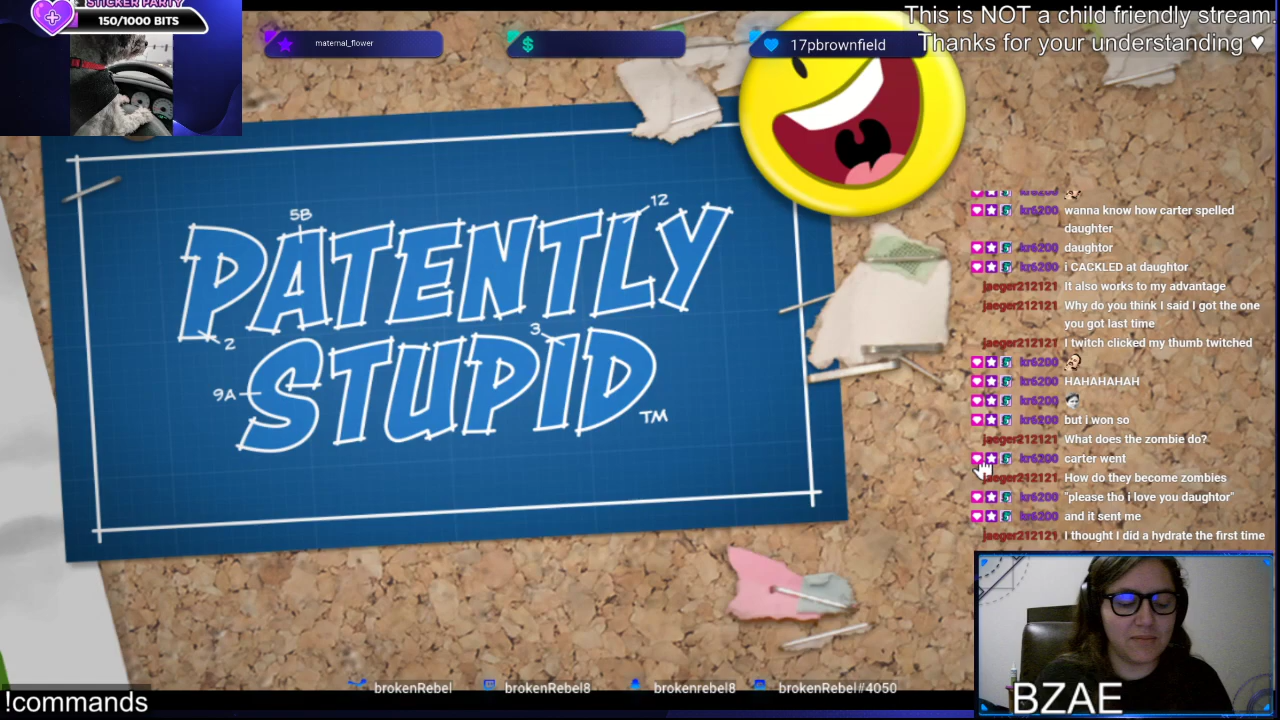 STICKER PARTY
150/1000 BITS
maternal_flower
$
17pbrownfield
This is NOT a child friendly stream.
Thanks for your understanding ♥
5B
12
PATENTLY
2
3
STUPID
9A
TM
kr6200
kr6200 wanna know how carter spelled
daughter
kr6200 daughtor
kr6200 i CACKLED at daughtor
jaeger212121 It also works to my advantage
jaeger212121 Why do you think I said I got the one
you got last time
jaeger212121 I twitch clicked my thumb twitched
kr6200
kr6200 HAHAHAHAH
kr6200
kr6200 but i won so
jaeger212121 What does the zombie do?
kr6200 carter went
jaeger212121 How do they become zombies
kr6200 "please tho i love you daughtor"
kr6200 and it sent me
jaeger212121 I thought I did a hydrate the first time
brokenRebel
brokenRebel8
brokenrebel8
brokenRebel#4050
!commands
BZAE